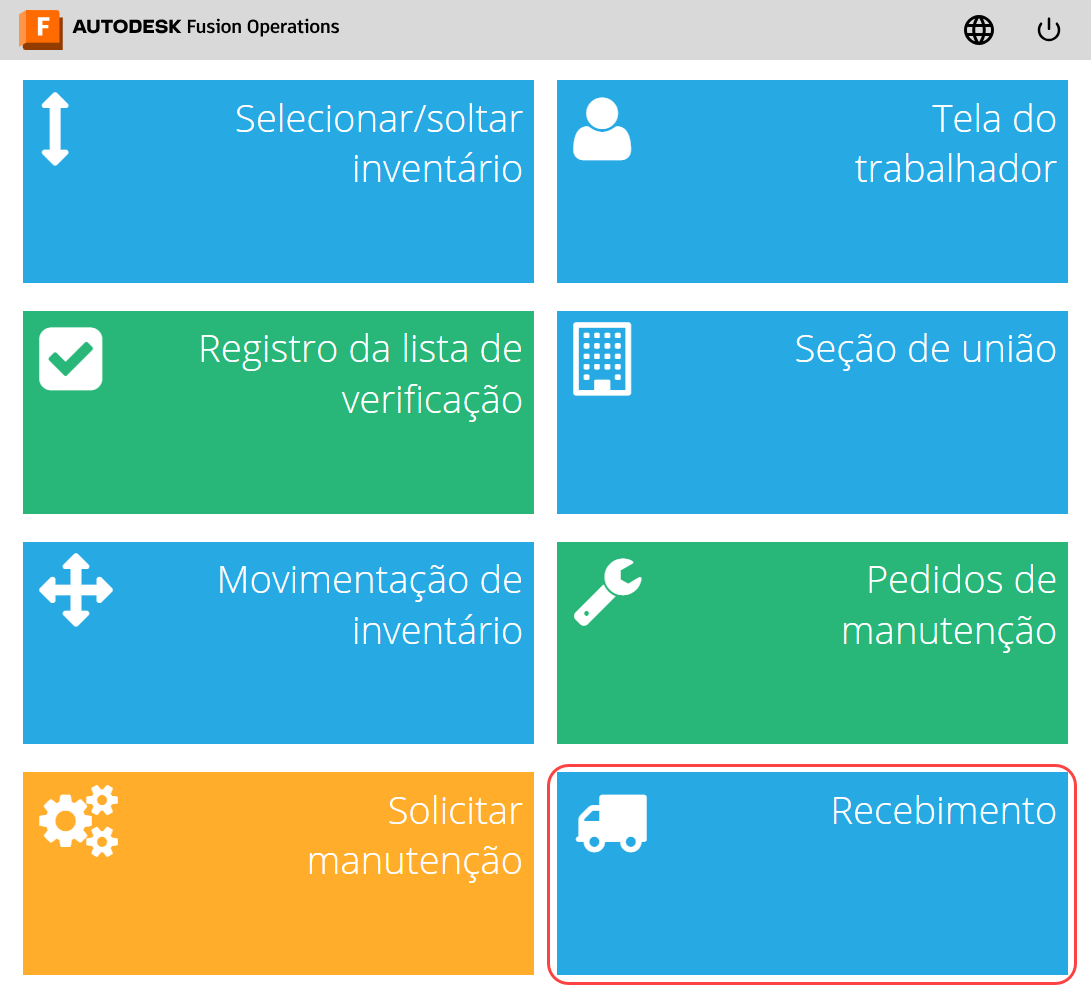 F AUTODESK Fusion Operations
Selecionar/soltar
inventário
Tela do
trabalhador
Registro da lista de
verificação
Seção de união
Movimentação de
inventário
Pedidos de
manutenção
Solicitar
manutenção
Recebimento